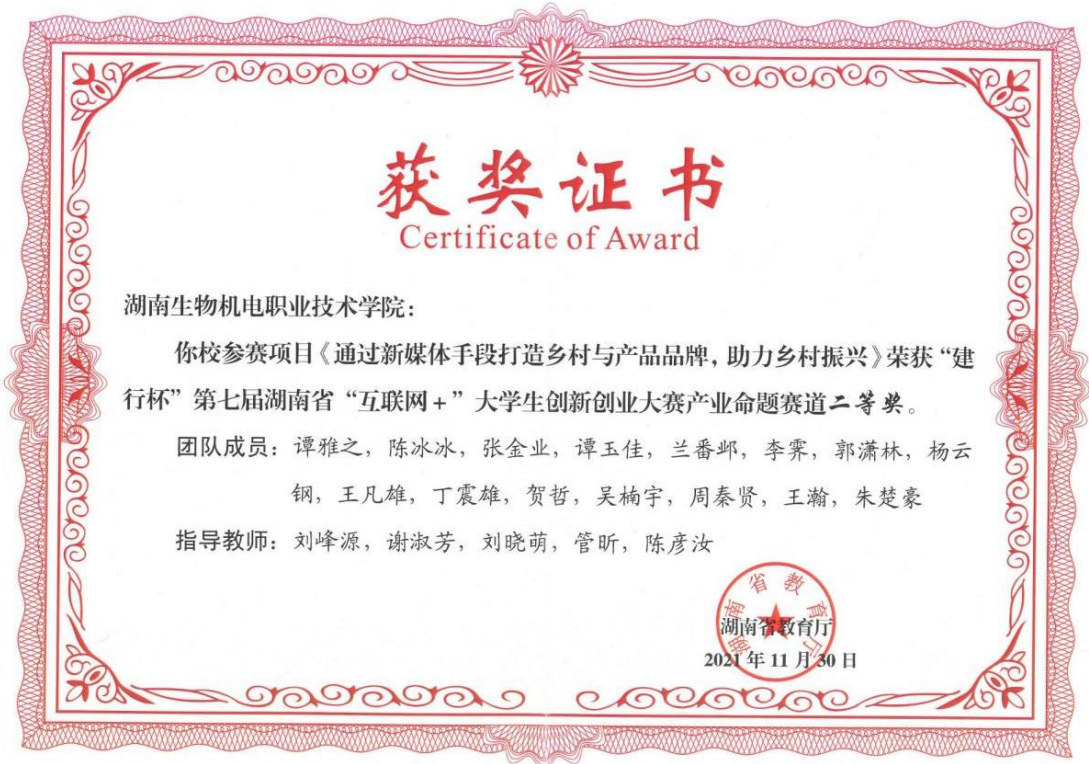 获奖证书
Certificate of Award
湖南生物机电职业技术学院：
你校参赛项目《通过新媒体手段打造乡村与产品品牌，助力乡村振兴》荣获“建
行杯”第七届湖南省“互联网+”大学生创新创业大赛产业命题赛道二等奖。
团队成员：谭雅之，陈冰冰，张金业，谭玉佳，兰番邺，李霁，郭潇林，杨云
钢，王凡雄，丁震雄，贺哲，吴楠宇，周秦贤，王瀚，朱楚豪
指导教师：刘峰源，谢淑芳，刘晓萌，管昕，陈彦汝
湖南省教育厅
湖南省教育厅
2021年11月30日